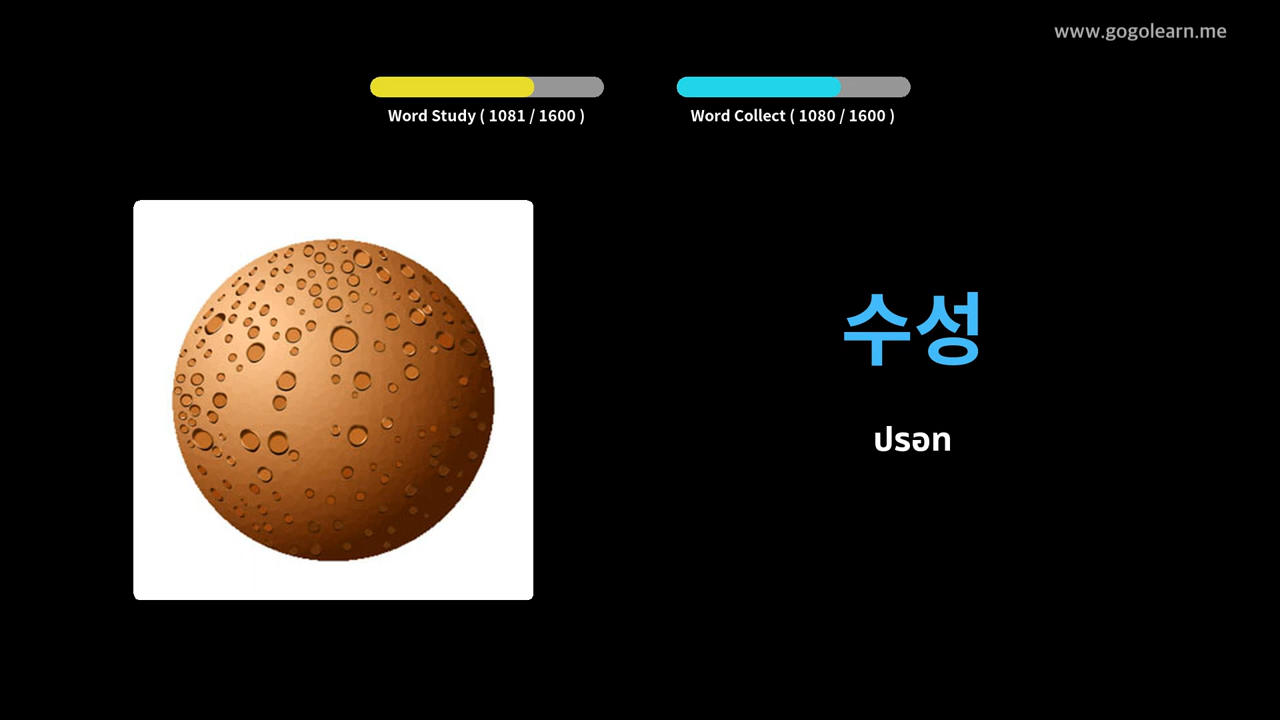 www.gogolearn.me
Word Study ( 1081 / 1600 )
Word Collect ( 1080 / 1600 )
수성
ปรอท